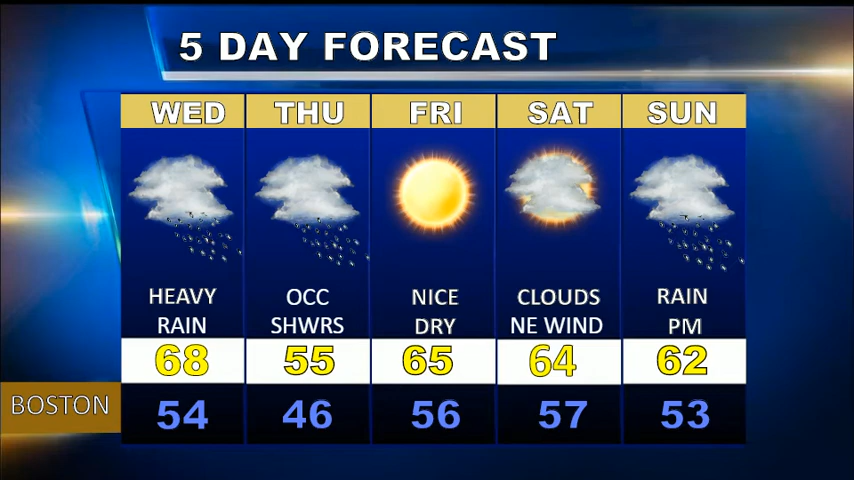 5 DAY FORECAST
WED THU FRI SAT SUN
HEAVY RAIN
OCC SHWRS
NICE DRY
CLOUDS NE WIND
RAIN PM
68 55 65 64 62
BOSTON
54 46 56 57 53